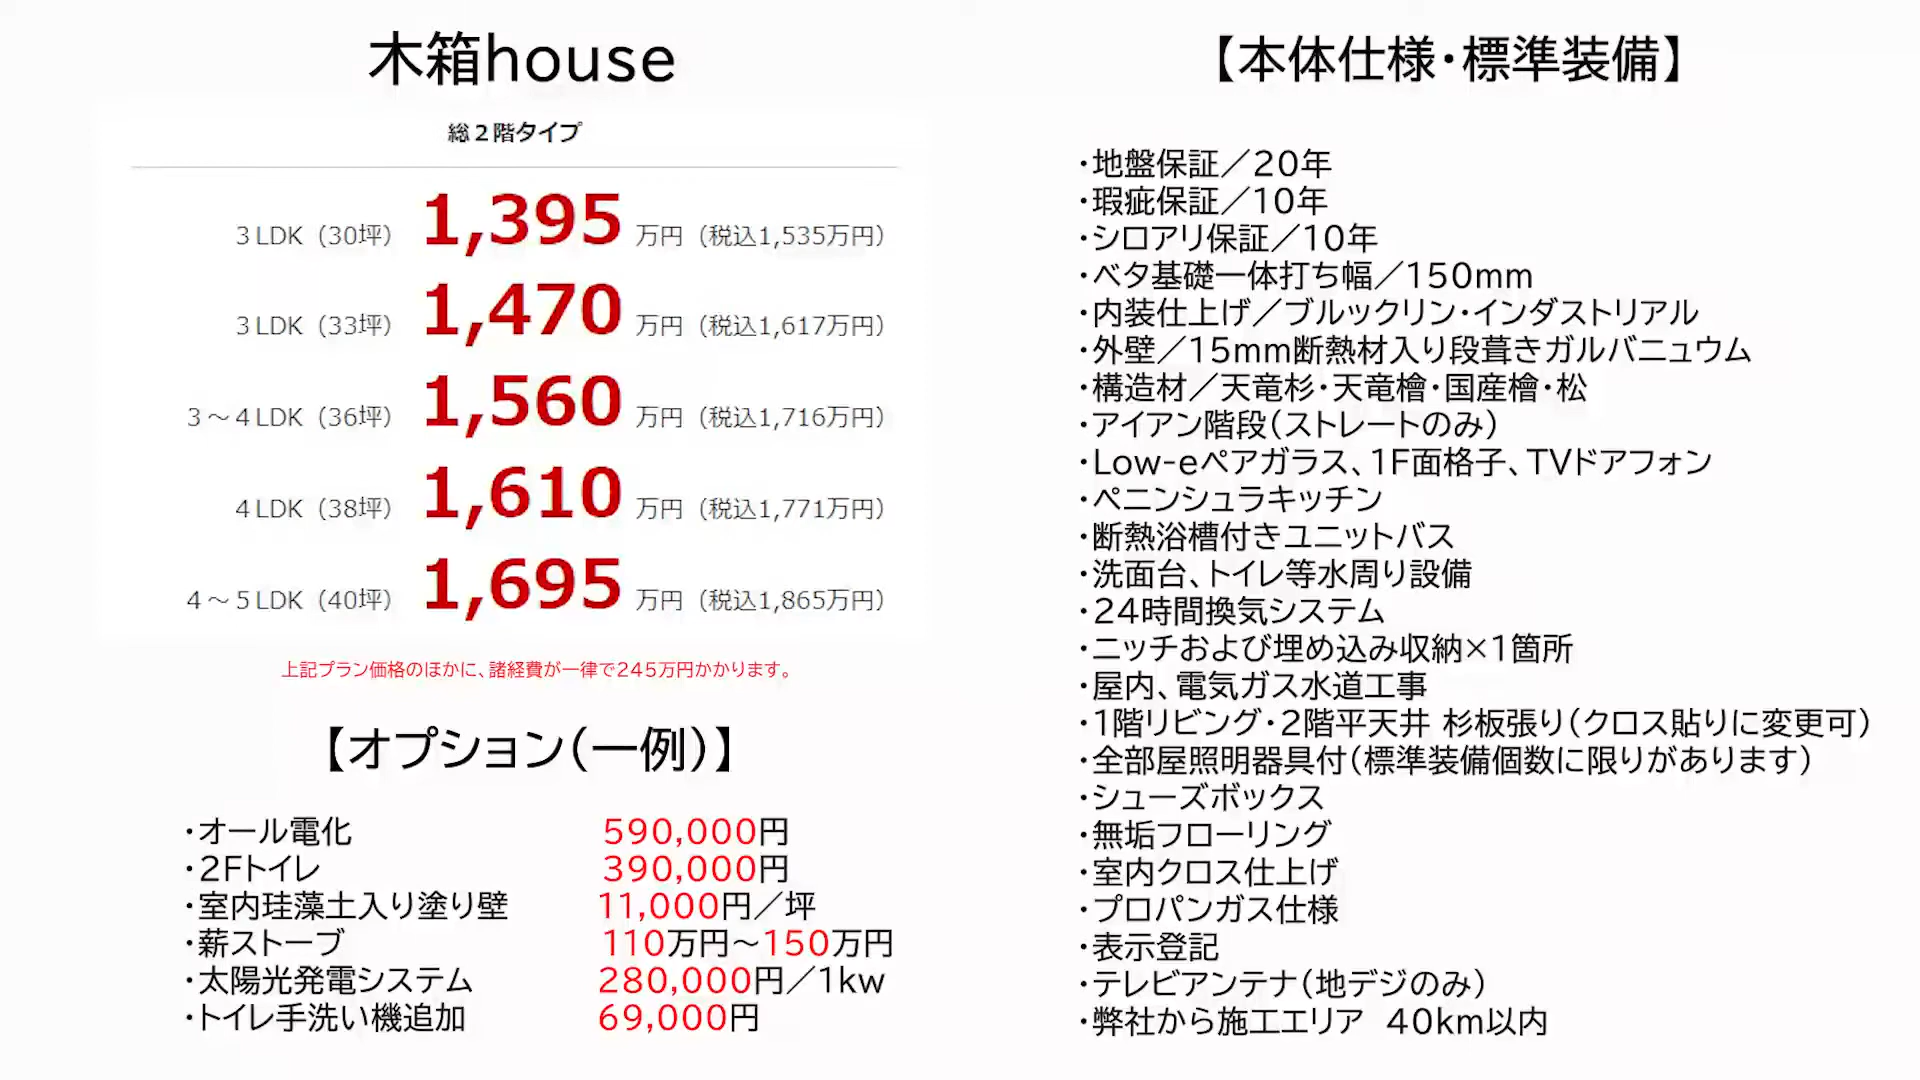 木箱house
総２階タイプ
３LDK（30坪） 1,395 万円（税込1,535万円）
３LDK（33坪） 1,470 万円（税込1,617万円）
３～４LDK（36坪） 1,560 万円（税込1,716万円）
４LDK（38坪） 1,610 万円（税込1,771万円）
４～５LDK（40坪） 1,695 万円（税込1,865万円）
上記プラン価格のほかに、諸経費が一律で245万円かかります。
【オプション（一例）】
・オール電化 590,000円
・2Fトイレ 390,000円
・室内珪藻土入り塗り壁 11,000円／坪
・薪ストーブ 110万円～150万円
・太陽光発電システム 280,000円／1kw
・トイレ手洗い機追加 69,000円
【本体仕様・標準装備】
・地盤保証／20年
・瑕疵保証／10年
・シロアリ保証／10年
・ベタ基礎一体打ち幅／150mm
・内装仕上げ／ブルックリン・インダストリアル
・外壁／15mm断熱材入り段葺きガルバニュウム
・構造材／天竜杉・天竜檜・国産檜・松
・アイアン階段（ストレートのみ）
・Low-eペアガラス、1F面格子、TVドアフォン
・ペニンシュラキッチン
・断熱浴槽付きユニットバス
・洗面台、トイレ等水周り設備
・24時間換気システム
・ニッチおよび埋め込み収納×1箇所
・屋内、電気ガス水道工事
・1階リビング・2階平天井 杉板張り（クロス貼りに変更可）
・全部屋照明器具付（標準装備個数に限りがあります）
・シューズボックス
・無垢フローリング
・室内クロス仕上げ
・プロパンガス仕様
・表示登記
・テレビアンテナ（地デジのみ）
・弊社から施工エリア 40km以内